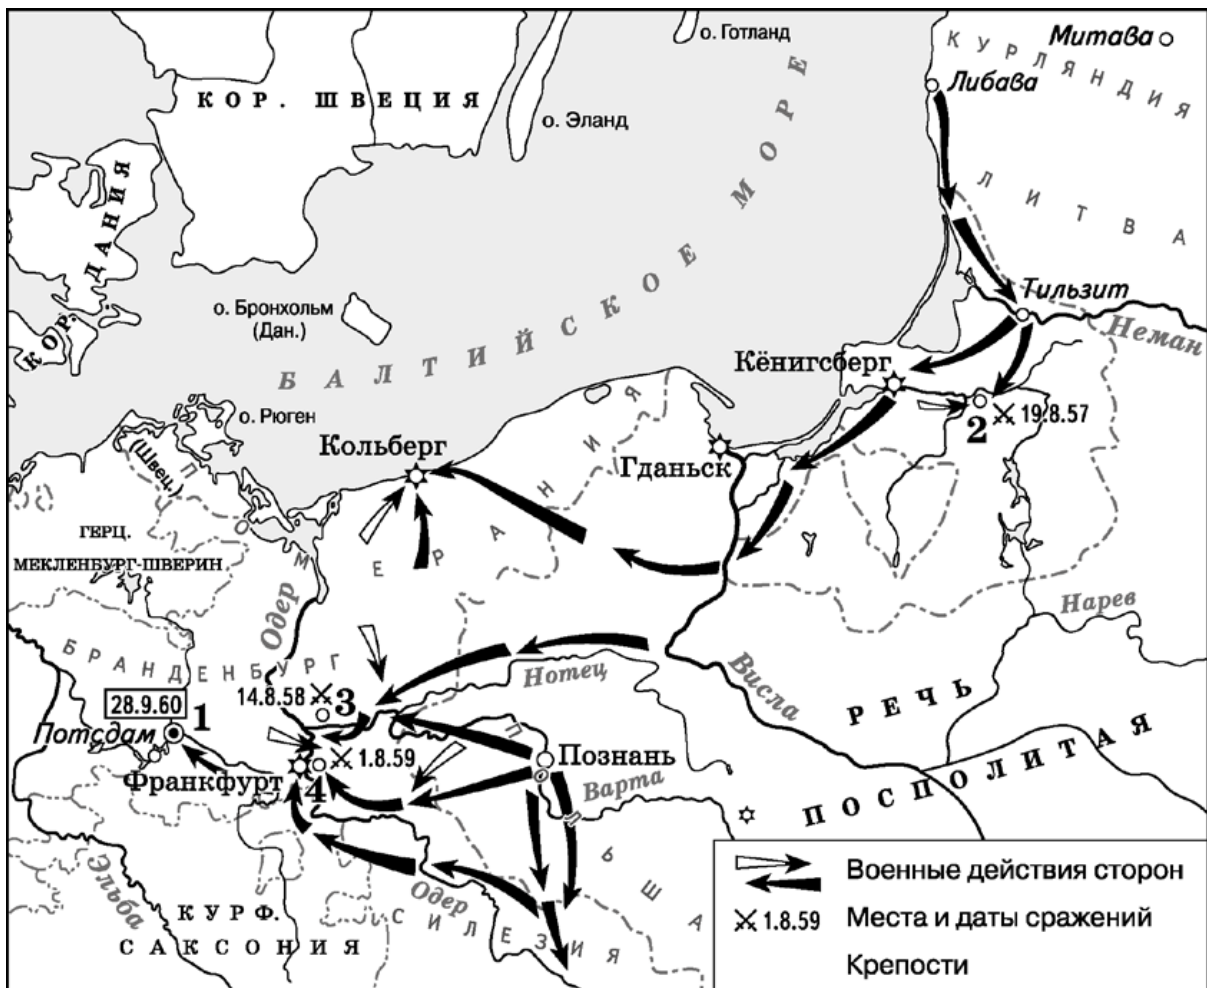 о. Готланд
КУРЛЯНДИЯ
Митава
Либава
КОР. ШВЕЦИЯ
о. Эланд
БАЛТИЙСКОЕ МОРЕ
ЛИТВА
КОР. ДАНИЯ
о. Бронхольм
(Дан.)
Тильзит
Неман
Кёнигсберг
19.8.57
2
о. Рюген
(Швец.)
Кольберг
Гданьск
ПОМЕРАНИЯ
ГЕРЦ.
МЕКЛЕНБУРГ-ШВЕРИН
Одер
Нарев
БРАНДЕНБУРГ
Нотец
Висла
РЕЧЬ
ПОСПОЛИТАЯ
14.8.58
3
28.9.60
1
Потсдам
1.8.59
Познань
Франкфурт
4
Варта
ПОЛЬША
Эльба
Одер
КУРФ.
САКСОНИЯ
СИЛЕЗИЯ
Военные действия сторон
1.8.59 Места и даты сражений
Крепости